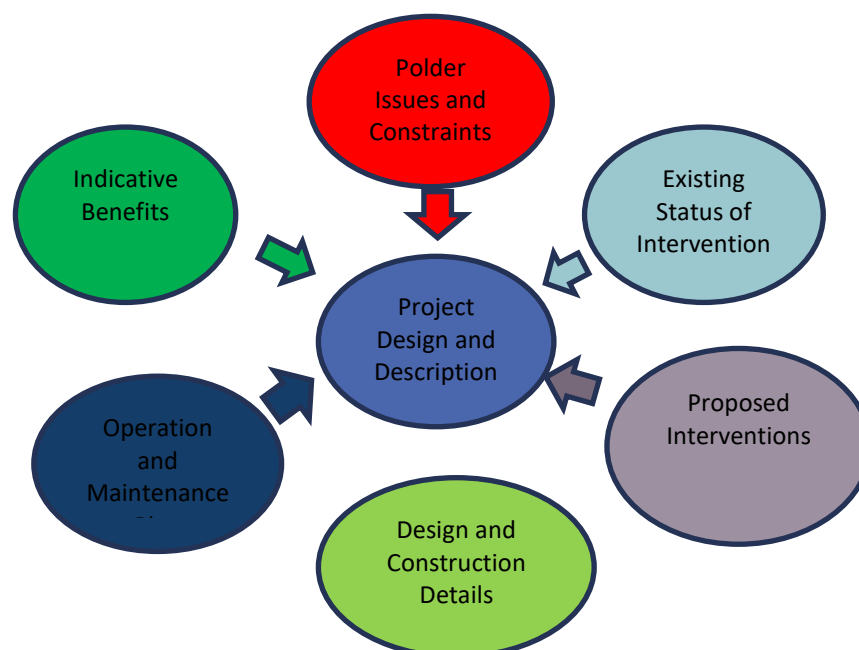 Polder
Issues and
Constraints
Indicative
Benefits
Existing
Status of
Intervention
Project
Design and
Description
Proposed
Interventions
Operation
and
Maintenance
Design and
Construction
Details